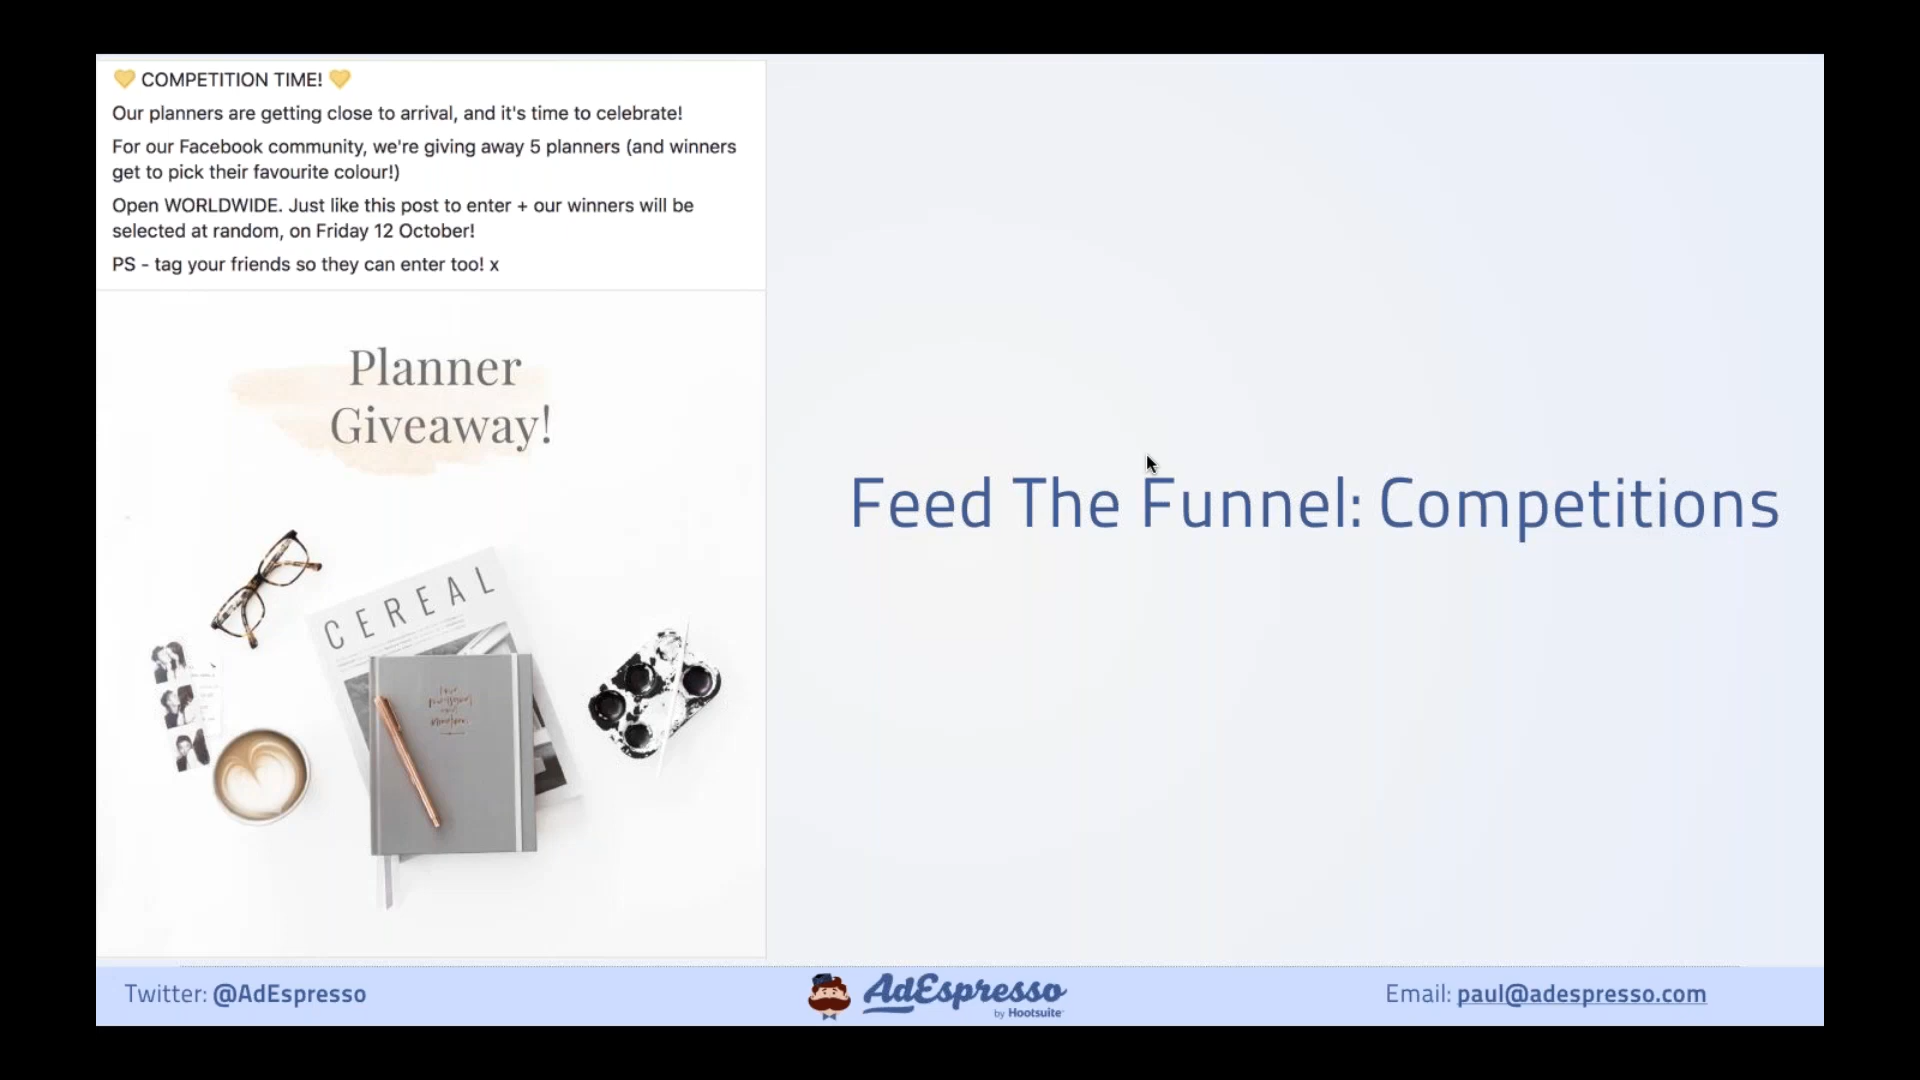 💛 COMPETITION TIME! 💛
Our planners are getting close to arrival, and it's time to celebrate!
For our Facebook community, we're giving away 5 planners (and winners
get to pick their favourite colour!)
Open WORLDWIDE. Just like this post to enter + our winners will be
selected at random, on Friday 12 October!
PS - tag your friends so they can enter too! x
Planner
Giveaway!
CEREAL
Feed The Funnel: Competitions
Twitter: @AdEspresso
AdEspresso
by Hootsuite
Email: paul@adespresso.com